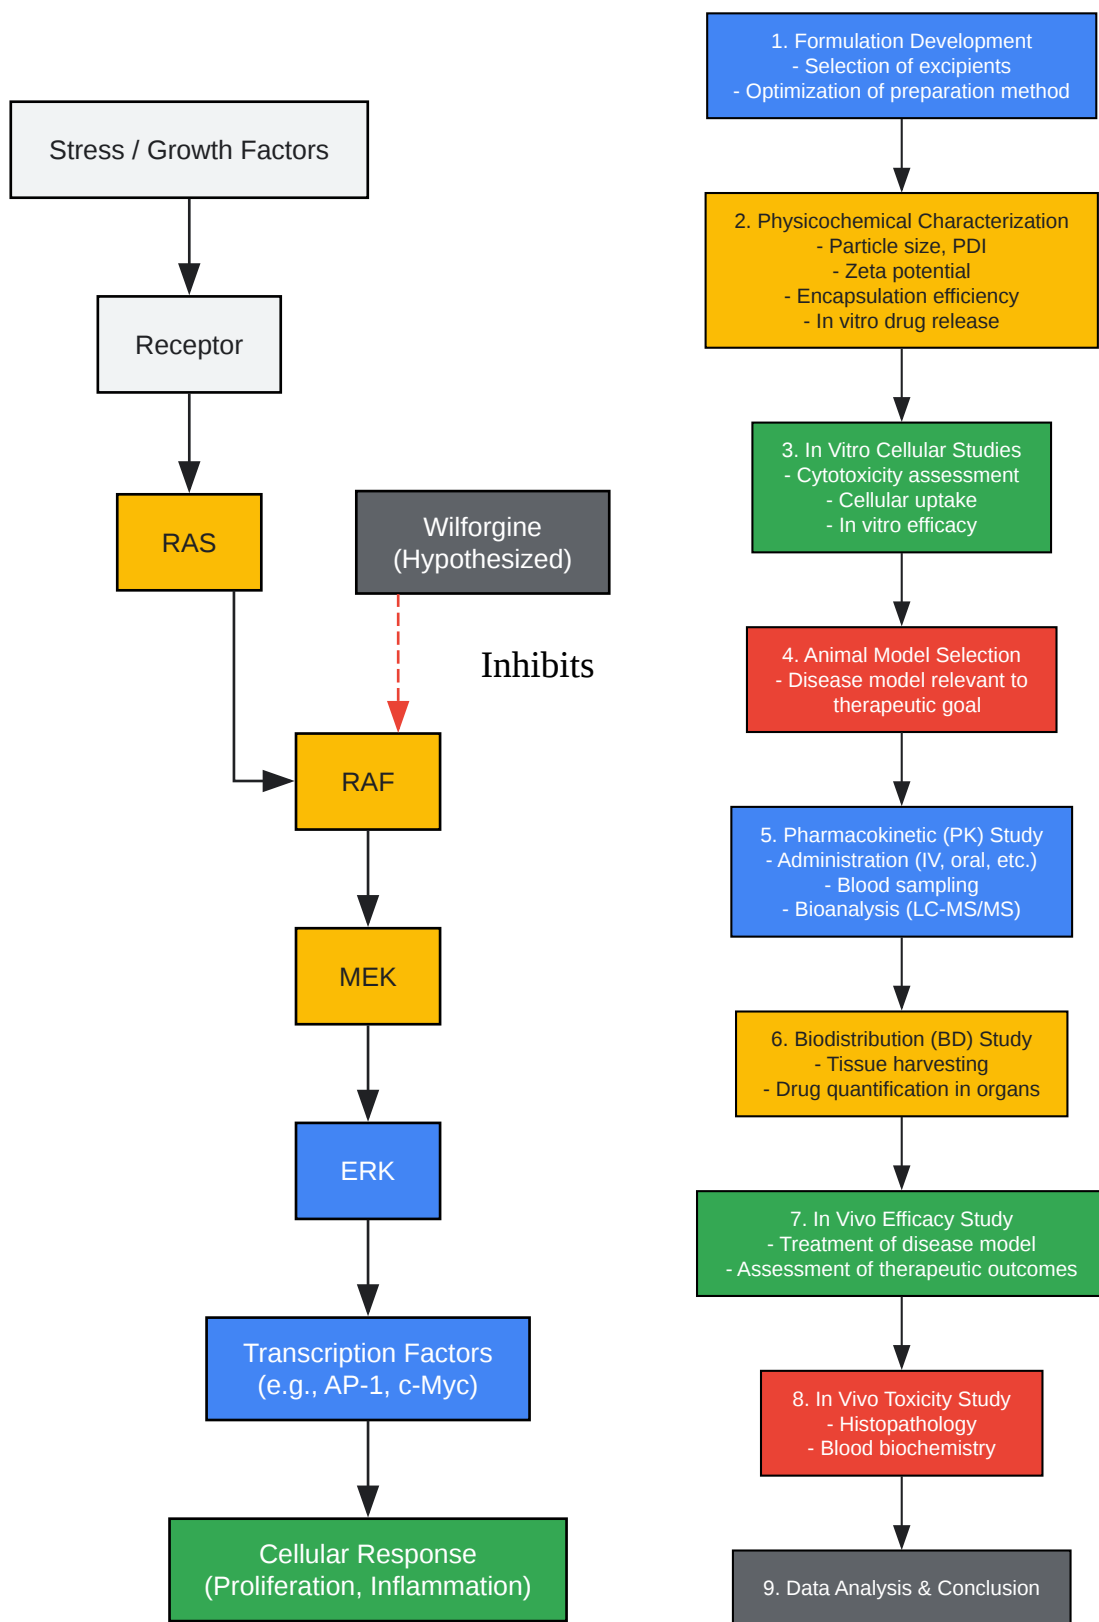 Stress / Growth Factors
Receptor
RAS
Wilforgine
(Hypothesized)
Inhibits
RAF
MEK
ERK
Transcription Factors
(e.g., AP-1, c-Myc)
Cellular Response
(Proliferation, Inflammation)
1. Formulation Development
- Selection of excipients
- Optimization of preparation method
2. Physicochemical Characterization
- Particle size, PDI
- Zeta potential
- Encapsulation efficiency
- In vitro drug release
3. In Vitro Cellular Studies
- Cytotoxicity assessment
- Cellular uptake
- In vitro efficacy
4. Animal Model Selection
- Disease model relevant to
therapeutic goal
5. Pharmacokinetic (PK) Study
- Administration (IV, oral, etc.)
- Blood sampling
- Bioanalysis (LC-MS/MS)
6. Biodistribution (BD) Study
- Tissue harvesting
- Drug quantification in organs
7. In Vivo Efficacy Study
- Treatment of disease model
- Assessment of therapeutic outcomes
8. In Vivo Toxicity Study
- Histopathology
- Blood biochemistry
9. Data Analysis & Conclusion